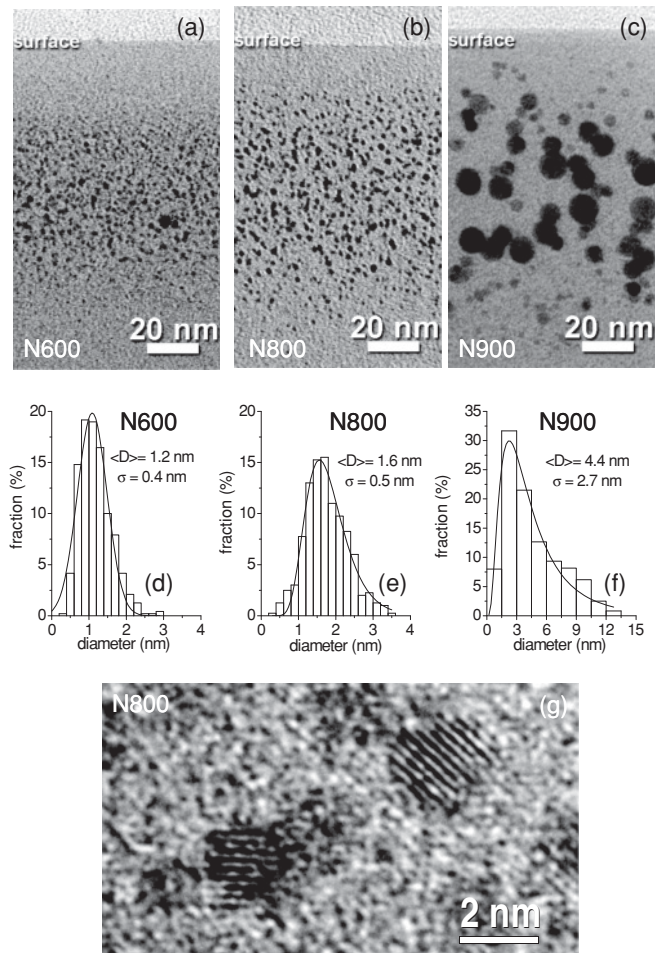 (a)
surface
N600
20 nm
(b)
surface
N800
20 nm
(c)
surface
N900
20 nm
N600
<D>= 1.2 nm
σ = 0.4 nm
(d)
fraction (%)
20
15
10
5
0
0 1 2 3 4
diameter (nm)
N800
<D>= 1.6 nm
σ = 0.5 nm
(e)
fraction (%)
20
15
10
5
0
0 1 2 3 4
diameter (nm)
N900
<D>= 4.4 nm
σ = 2.7 nm
(f)
fraction (%)
35
30
25
20
15
10
5
0
0 3 6 9 12 15
diameter (nm)
N800
(g)
2 nm